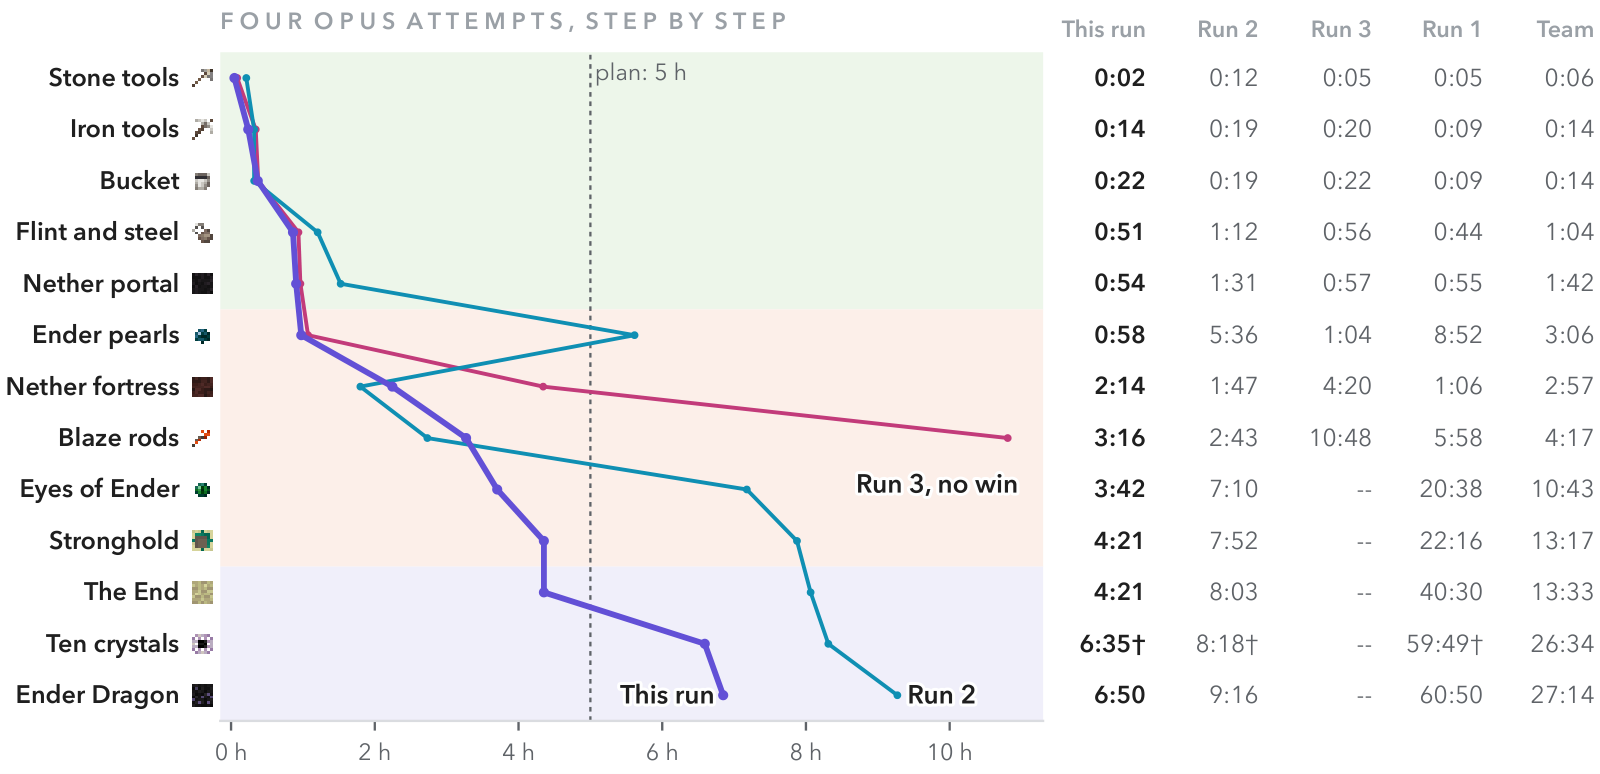 FOUR OPUS ATTEMPTS, STEP BY STEP
This run Run 2 Run 3 Run 1 Team
plan: 5 h
Stone tools 0:02 0:12 0:05 0:05 0:06
Iron tools 0:14 0:19 0:20 0:09 0:14
Bucket 0:22 0:19 0:22 0:09 0:14
Flint and steel 0:51 1:12 0:56 0:44 1:04
Nether portal 0:54 1:31 0:57 0:55 1:42
Ender pearls 0:58 5:36 1:04 8:52 3:06
Nether fortress 2:14 1:47 4:20 1:06 2:57
Blaze rods 3:16 2:43 10:48 5:58 4:17
Run 3, no win
Eyes of Ender 3:42 7:10 -- 20:38 10:43
Stronghold 4:21 7:52 -- 22:16 13:17
The End 4:21 8:03 -- 40:30 13:33
Ten crystals 6:35† 8:18† -- 59:49† 26:34
Ender Dragon This run Run 2 6:50 9:16 -- 60:50 27:14
0 h 2 h 4 h 6 h 8 h 10 h